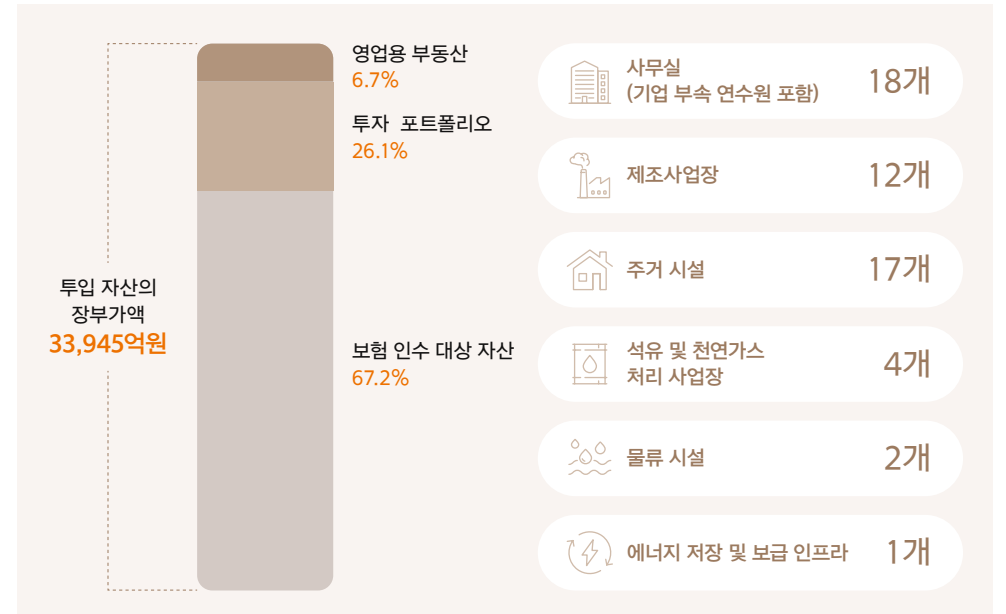 영업용 부동산
6.7%
투자 포트폴리오
26.1%
투입 자산의
장부가액
33,945억원
보험 인수 대상 자산
67.2%
사무실
(기업 부속 연수원 포함)
18개
제조사업장
12개
주거 시설
17개
석유 및 천연가스
처리 사업장
4개
물류 시설
2개
에너지 저장 및 보급 인프라
1개